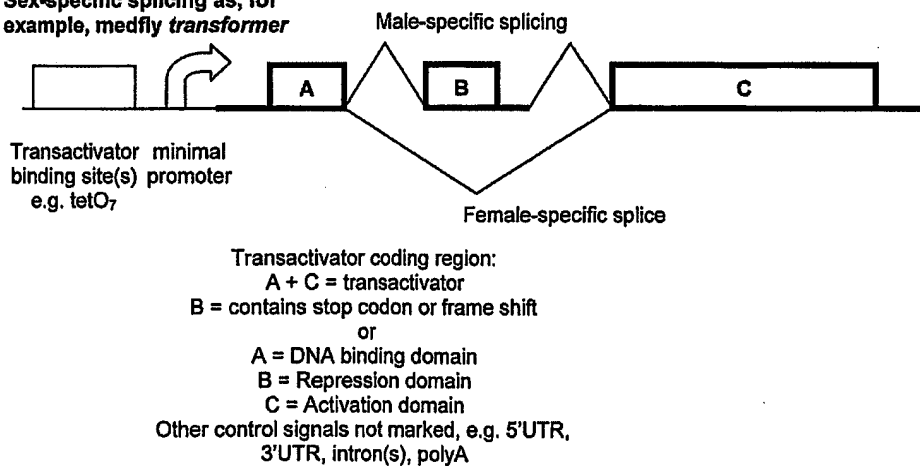 Sex-specific splicing as, for
example, medfly transformer
Male-specific splicing
A
B
C
Transactivator minimal
binding site(s) promoter
e.g. tetO7
Female-specific splice
Transactivator coding region:
A + C = transactivator
B = contains stop codon or frame shift
or
A = DNA binding domain
B = Repression domain
C = Activation domain
Other control signals not marked, e.g. 5'UTR,
3'UTR, intron(s), polyA